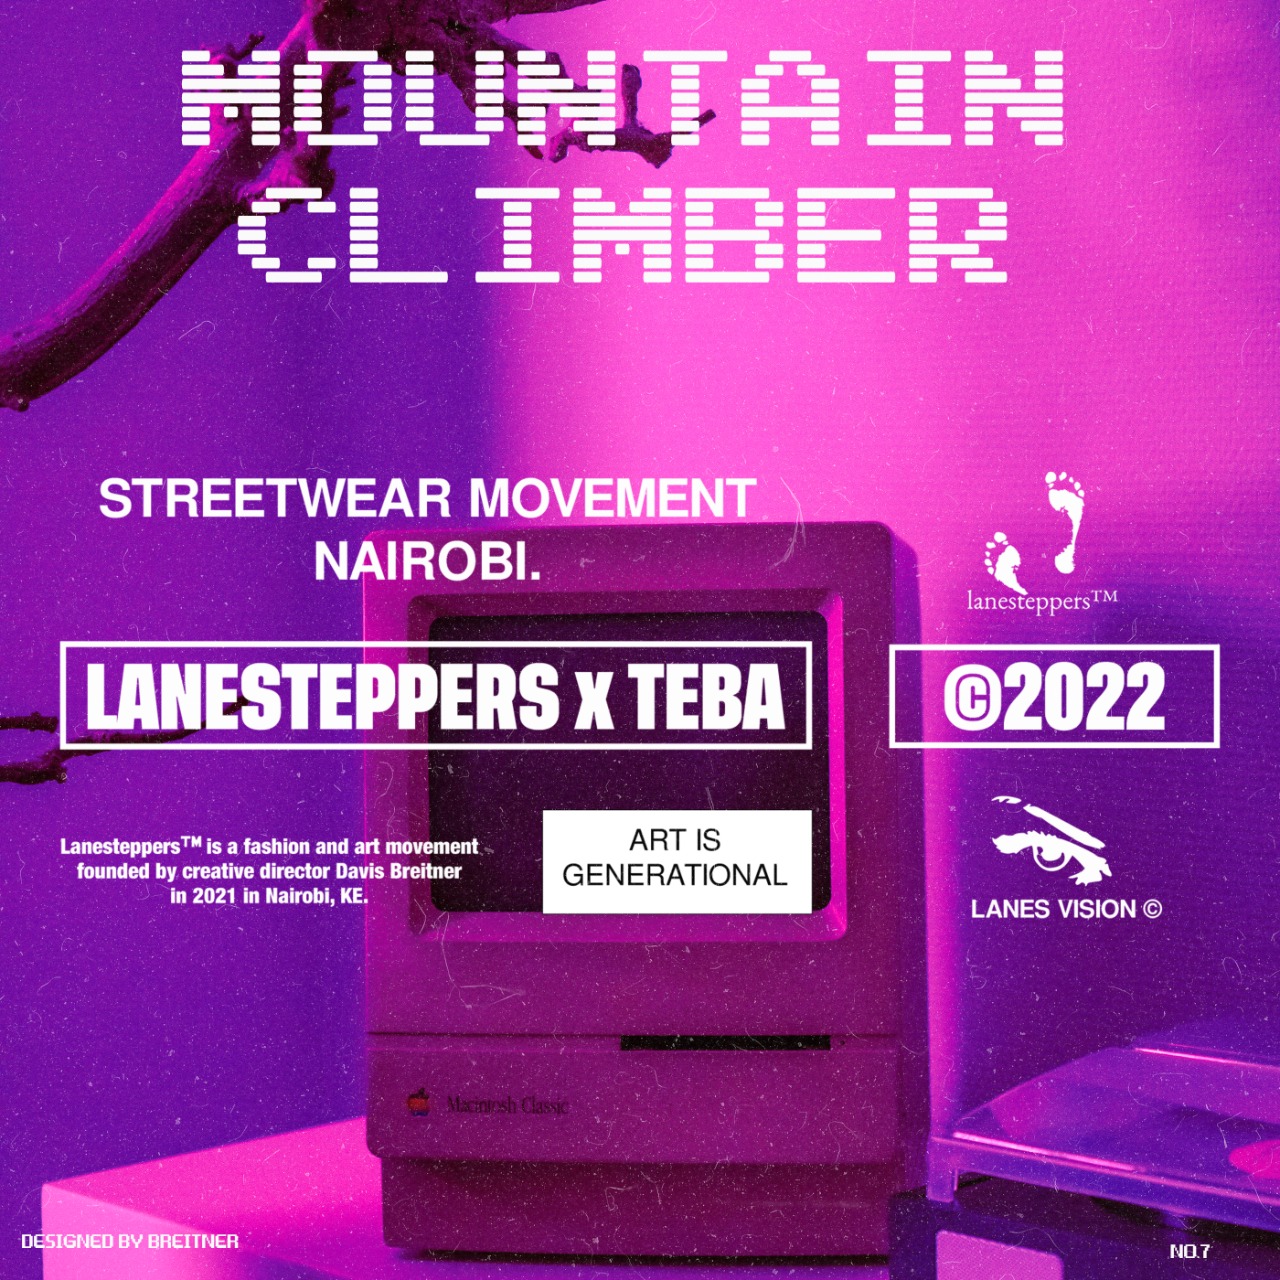 MOUNTAIN
CLIMBER
STREETWEAR MOVEMENT
NAIROBI.
lanesteppers™
LANESTEPPERS x TEBA
©2022
Lanesteppers™ is a fashion and art movement
founded by creative director Davis Breitner
in 2021 in Nairobi, KE.
ART IS
GENERATIONAL
LANES VISION ©
Macintosh Classic
DESIGNED BY BREITNER
NO.7